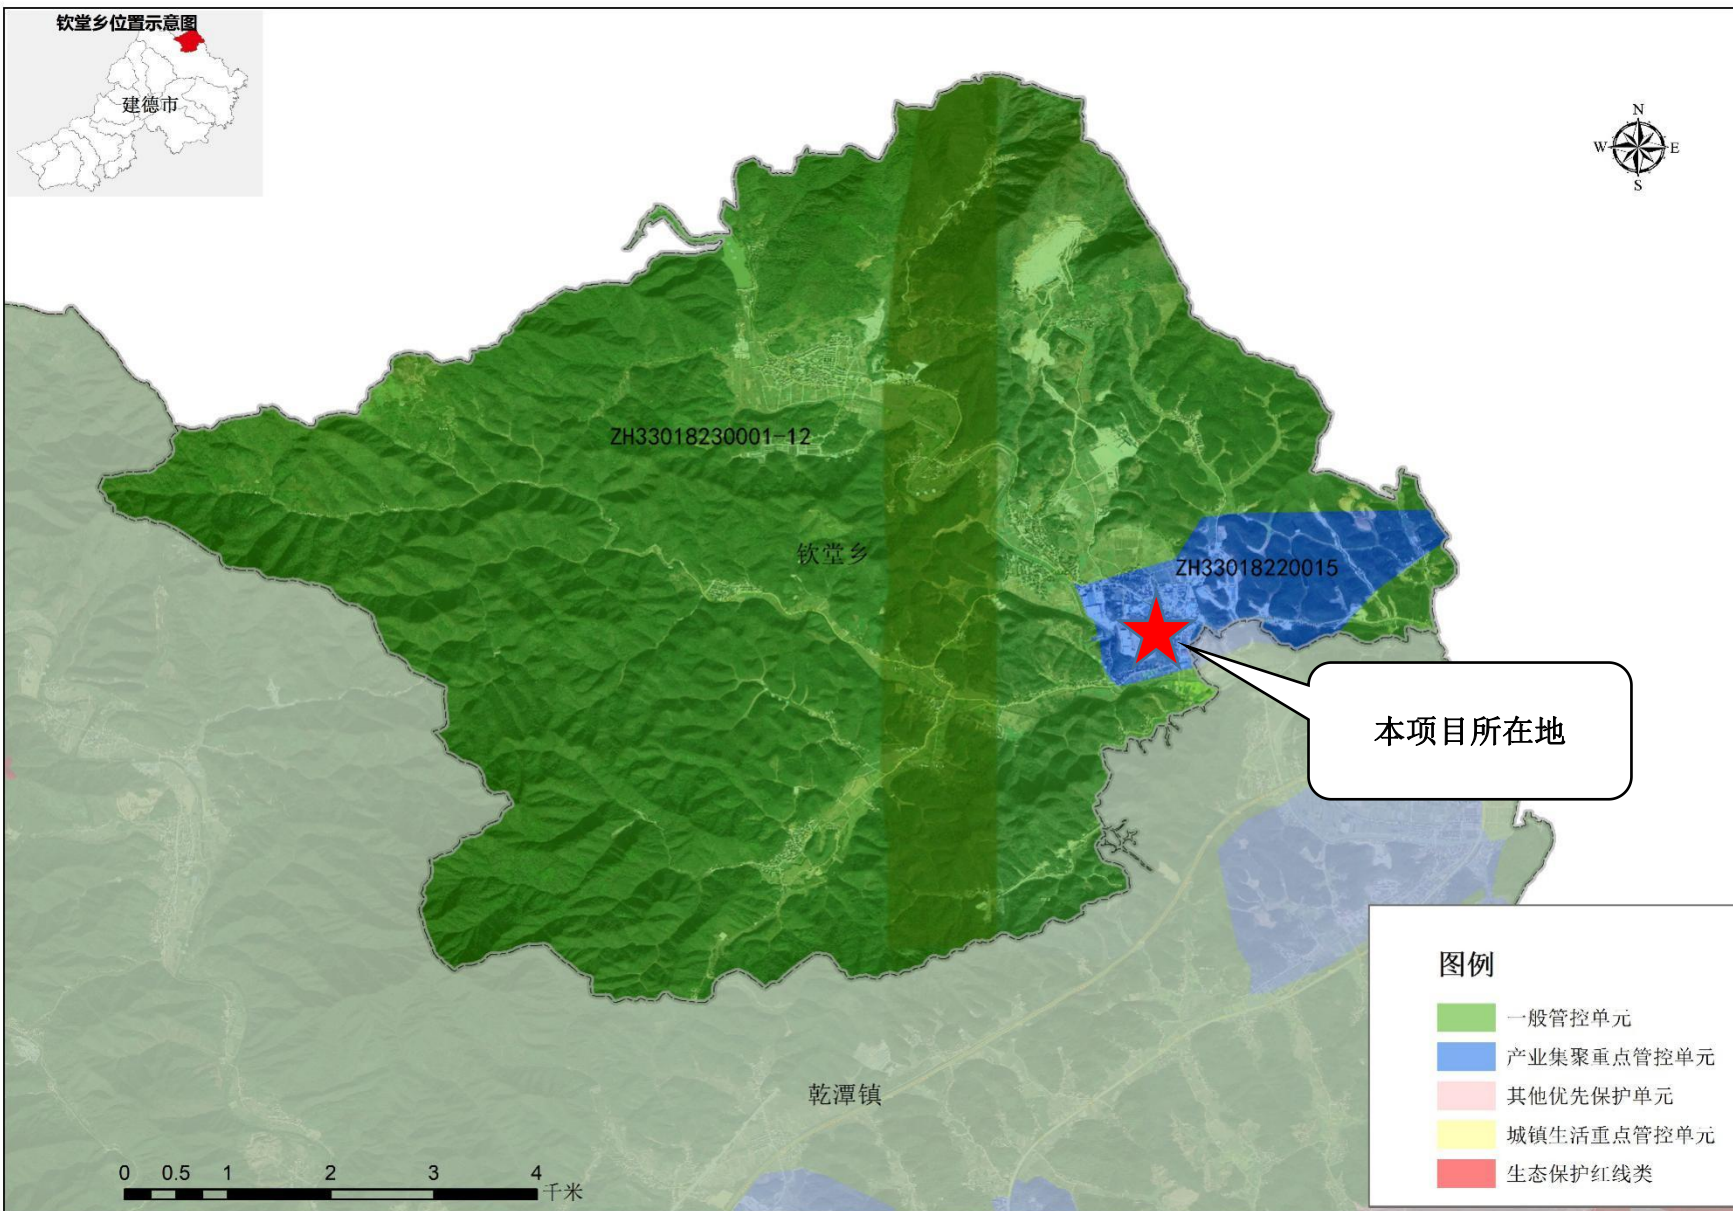 钦堂乡位置示意图
建德市
N
W
E
S
ZH33018230001-12
钦堂乡
ZH33018220015
本项目所在地
乾潭镇
图例
一般管控单元
产业集聚重点管控单元
其他优先保护单元
城镇生活重点管控单元
生态保护红线类
0 0.5 1 2 3 4
千米